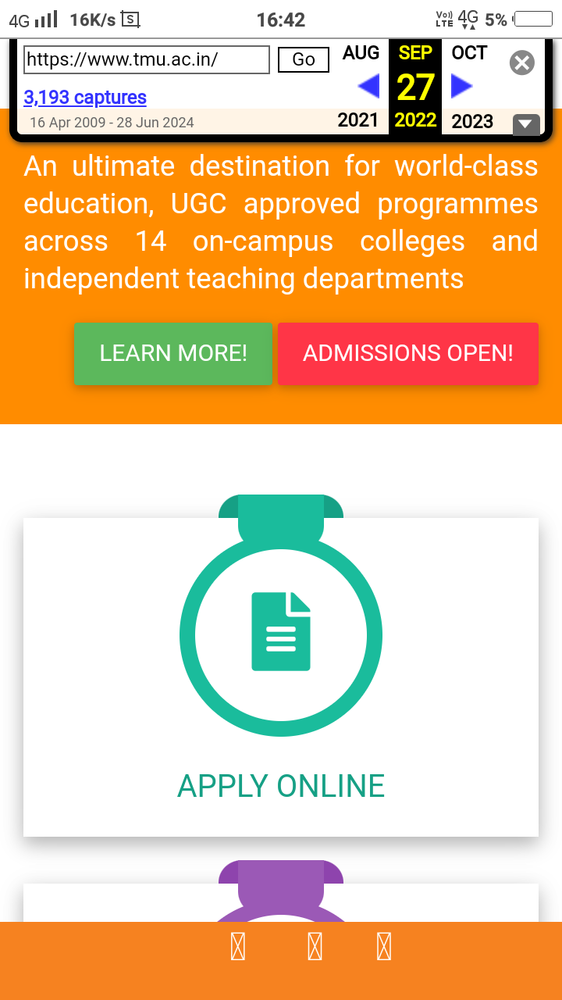 4G 16K/s S 16:42 Vo)) LTE 4G 5%
https://www.tmu.ac.in/ Go AUG SEP OCT
3,193 captures 27
16 Apr 2009 - 28 Jun 2024 2021 2022 2023
An ultimate destination for world-class
education, UGC approved programmes
across 14 on-campus colleges and
independent teaching departments
LEARN MORE! ADMISSIONS OPEN!
APPLY ONLINE